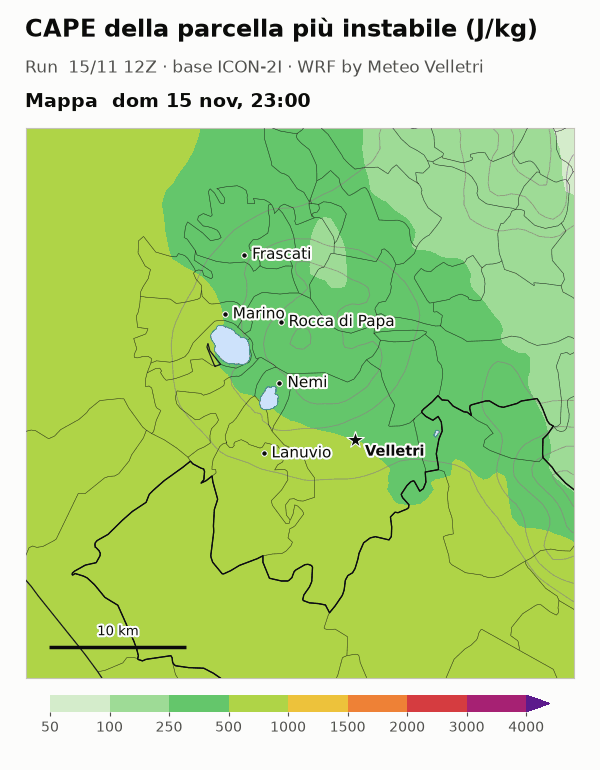 CAPE della parcella più instabile (J/kg)
Run  15/11 12Z · base ICON-2I · WRF by Meteo Velletri
Mappa  dom 15 nov, 23:00
Frascati
Marino
Rocca di Papa
Nemi
Velletri
Lanuvio
10 km
50 100 250 500 1000 1500 2000 3000 4000